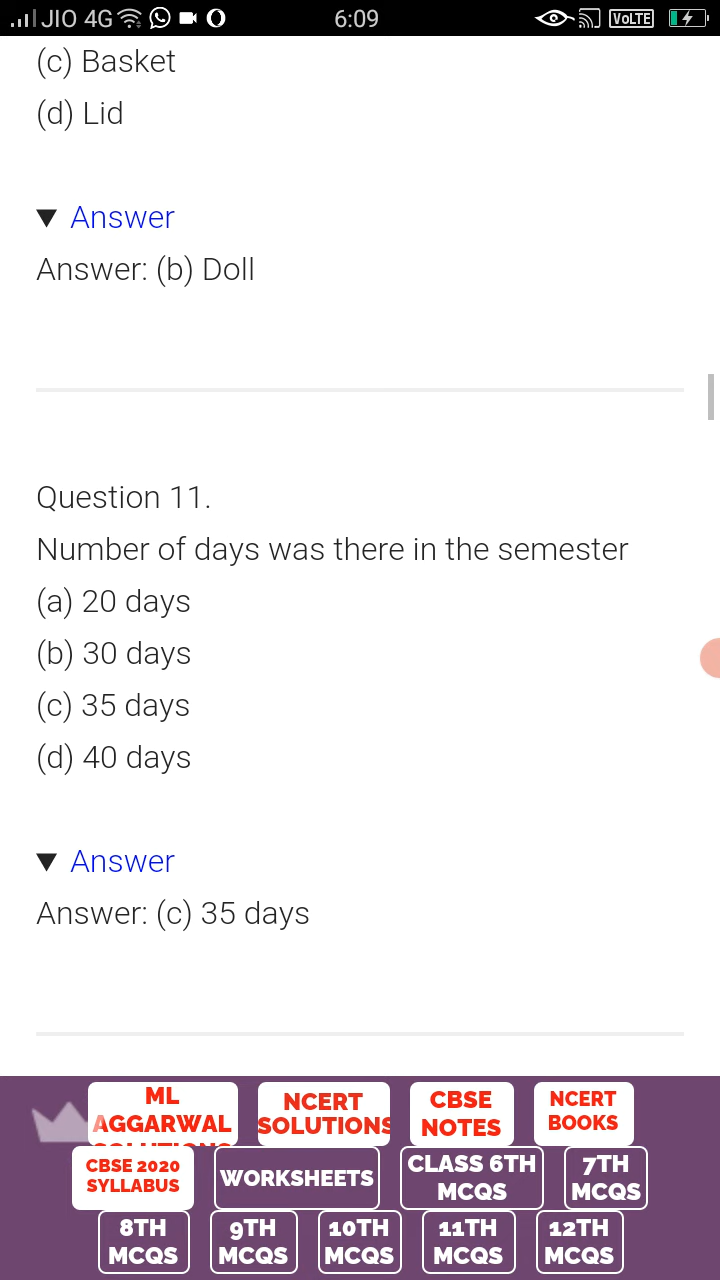 JIO 4G 6:09 VoLTE
(c) Basket
(d) Lid
▼ Answer
Answer: (b) Doll
Question 11.
Number of days was there in the semester
(a) 20 days
(b) 30 days
(c) 35 days
(d) 40 days
▼ Answer
Answer: (c) 35 days
ML
AGGARWAL
NCERT
SOLUTIONS
CBSE
NOTES
NCERT
BOOKS
CBSE 2020
SYLLABUS
WORKSHEETS
CLASS 6TH
MCQS
7TH
MCQS
8TH
MCQS
9TH
MCQS
10TH
MCQS
11TH
MCQS
12TH
MCQS